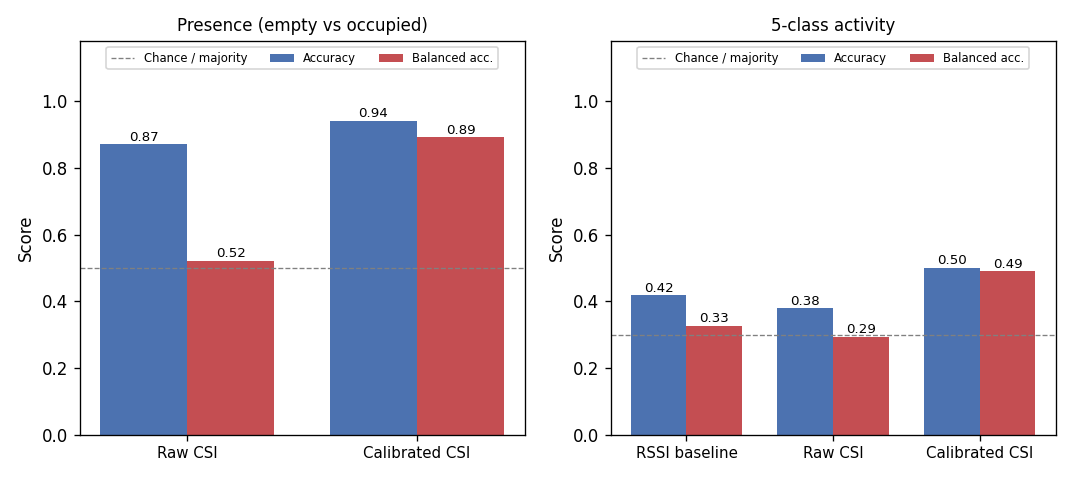 Presence (empty vs occupied)
Chance / majority Accuracy Balanced acc.
Score
1.0
0.8
0.6
0.4
0.2
0.0
0.87
0.52
0.94
0.89
Raw CSI Calibrated CSI
5-class activity
Chance / majority Accuracy Balanced acc.
Score
1.0
0.8
0.6
0.4
0.2
0.0
0.42
0.33
0.38
0.29
0.50
0.49
RSSI baseline Raw CSI Calibrated CSI